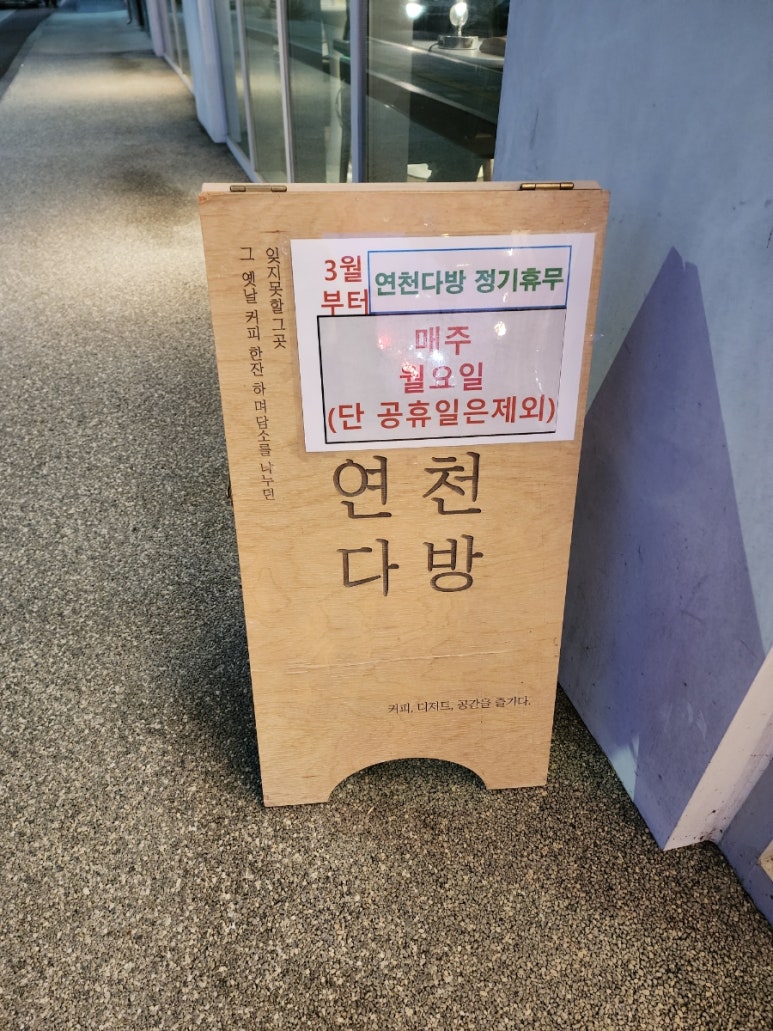 잊지못할 그곳
그 옛날 커피 한잔 하며 담소를 나누던
3월
부터
연천다방 정기휴무
매주
월요일
(단 공휴일은제외)
연천
다방
커피, 디저트, 공간을 즐기다.